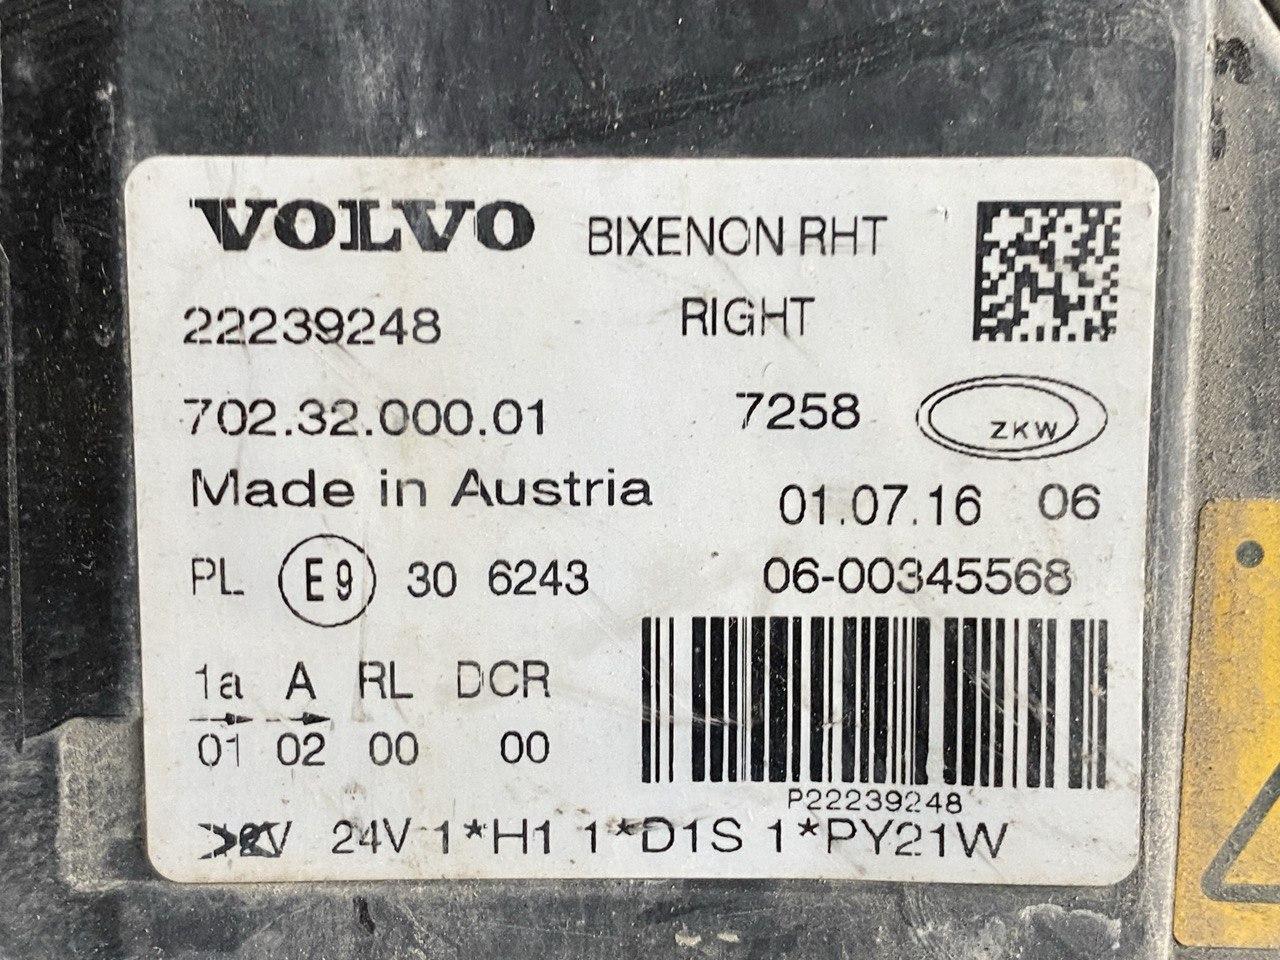 VOLVO BIXENON RHT
22239248 RIGHT
702.32.000.01 7258 ZKW
Made in Austria 01.07.16 06
PL E9 30 6243 06-00345568
1a A RL DCR
01 02 00 00
P22239248
24V 1*H1 1*D1S 1*PY21W